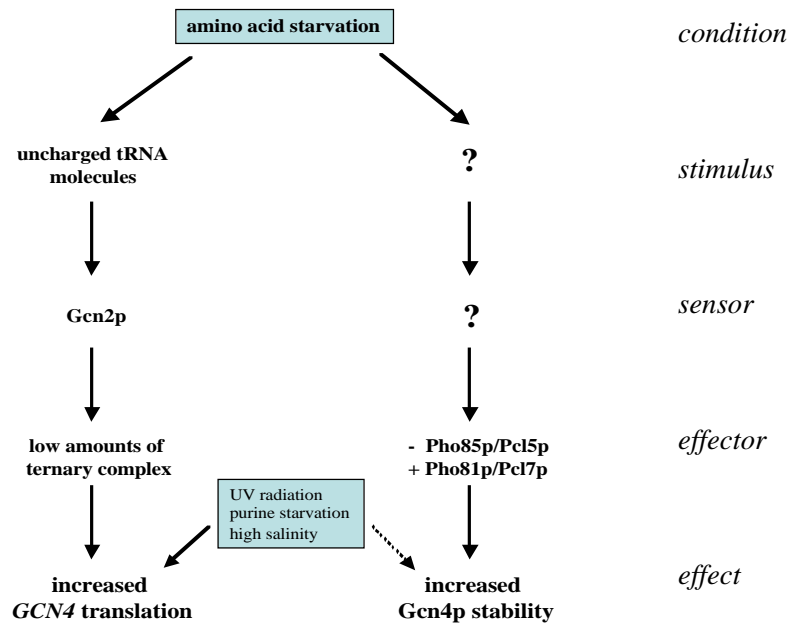 amino acid starvation
condition
uncharged tRNA
molecules
?
stimulus
Gcn2p
?
sensor
low amounts of
ternary complex
- Pho85p/Pcl5p
+ Pho81p/Pcl7p
effector
UV radiation
purine starvation
high salinity
increased
GCN4 translation
increased
Gcn4p stability
effect